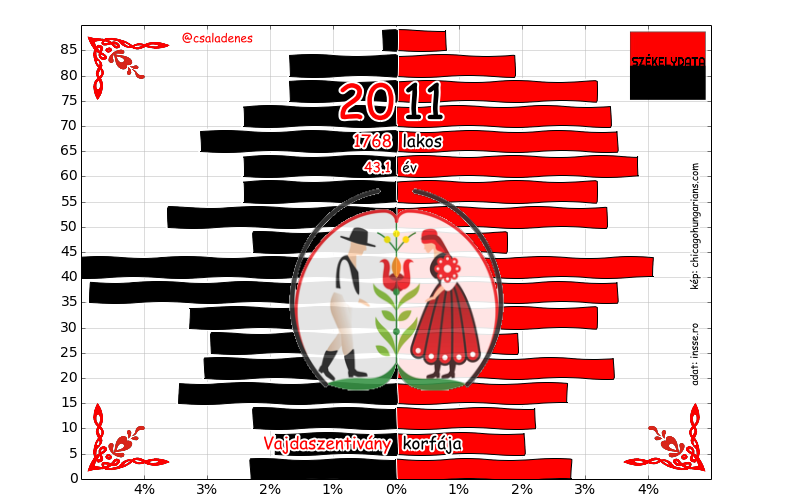 @csaladenes
SZÉKELYDATA
2011
1768 lakos
43.1 év
kép: chicagohungarians.com
adat: insse.ro
Vajdaszentivány korfája
85
80
75
70
65
60
55
50
45
40
35
30
25
20
15
10
5
0
4% 3% 2% 1% 0% 1% 2% 3% 4%